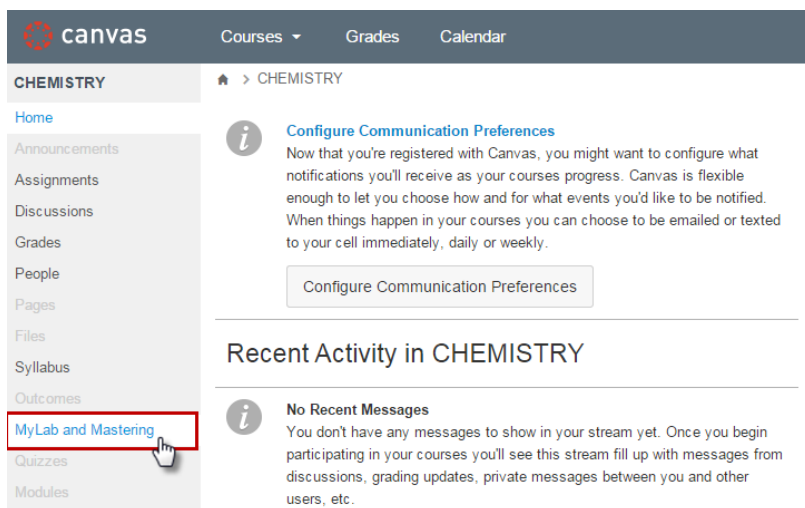 canvas
Courses
Grades
Calendar
CHEMISTRY
Home
Announcements
Assignments
Discussions
Grades
People
Pages
Files
Syllabus
Outcomes
MyLab and Mastering
Quizzes
Modules
> CHEMISTRY
i
Configure Communication Preferences
Now that you're registered with Canvas, you might want to configure what
notifications you'll receive as your courses progress. Canvas is flexible
enough to let you choose how and for what events you'd like to be notified.
When things happen in your courses you can choose to be emailed or texted
to your cell immediately, daily or weekly.
Configure Communication Preferences
Recent Activity in CHEMISTRY
i
No Recent Messages
You don't have any messages to show in your stream yet. Once you begin
participating in your courses you'll see this stream fill up with messages from
discussions, grading updates, private messages between you and other
users, etc.